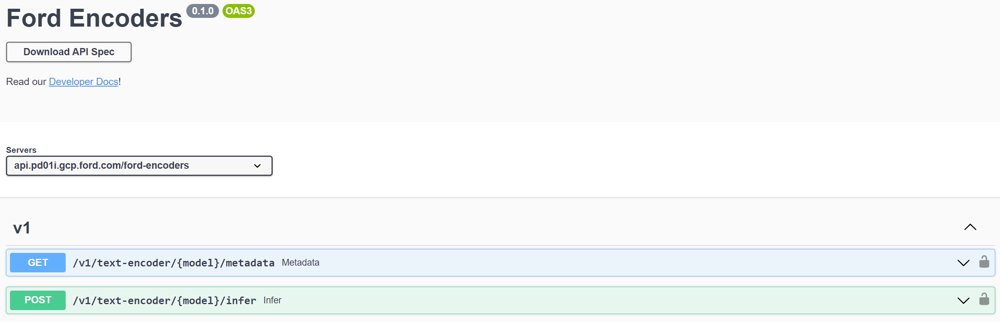 Ford Encoders 0.1.0 OAS3
Download API Spec
Read our Developer Docs!
Servers
api.pd01i.gcp.ford.com/ford-encoders
v1
GET /v1/text-encoder/{model}/metadata Metadata
POST /v1/text-encoder/{model}/infer Infer